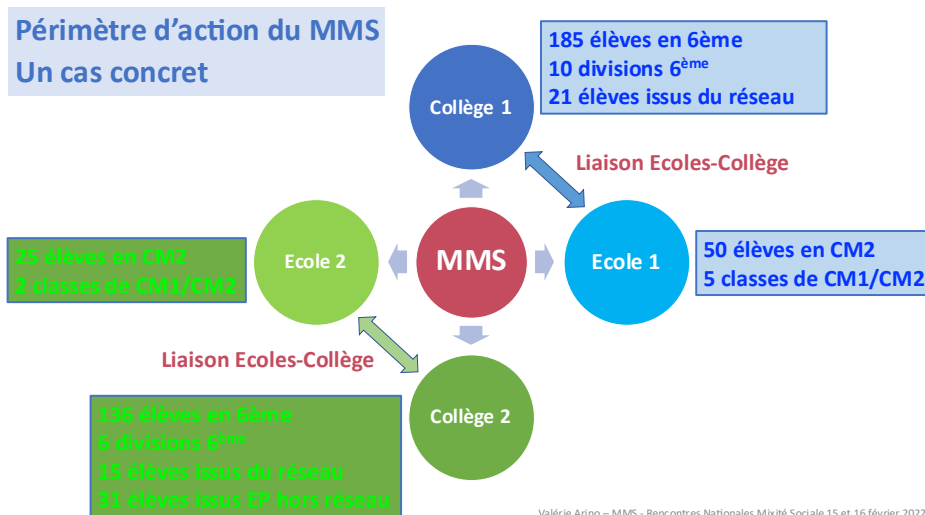 Périmètre d'action du MMS
Un cas concret
185 élèves en 6ème
10 divisions 6ème
21 élèves issus du réseau
Collège 1
Liaison Ecoles-Collège
25 élèves en CM2
2 classes de CM1/CM2
Ecole 2
MMS
Ecole 1
50 élèves en CM2
5 classes de CM1/CM2
Liaison Ecoles-Collège
136 élèves en 6ème
6 divisions 6ème
15 élèves issus du réseau
31 élèves issus EP hors réseau
Collège 2
Valérie Arino – MMS - Rencontres Nationales Mixité Sociale 15 et 16 février 2022